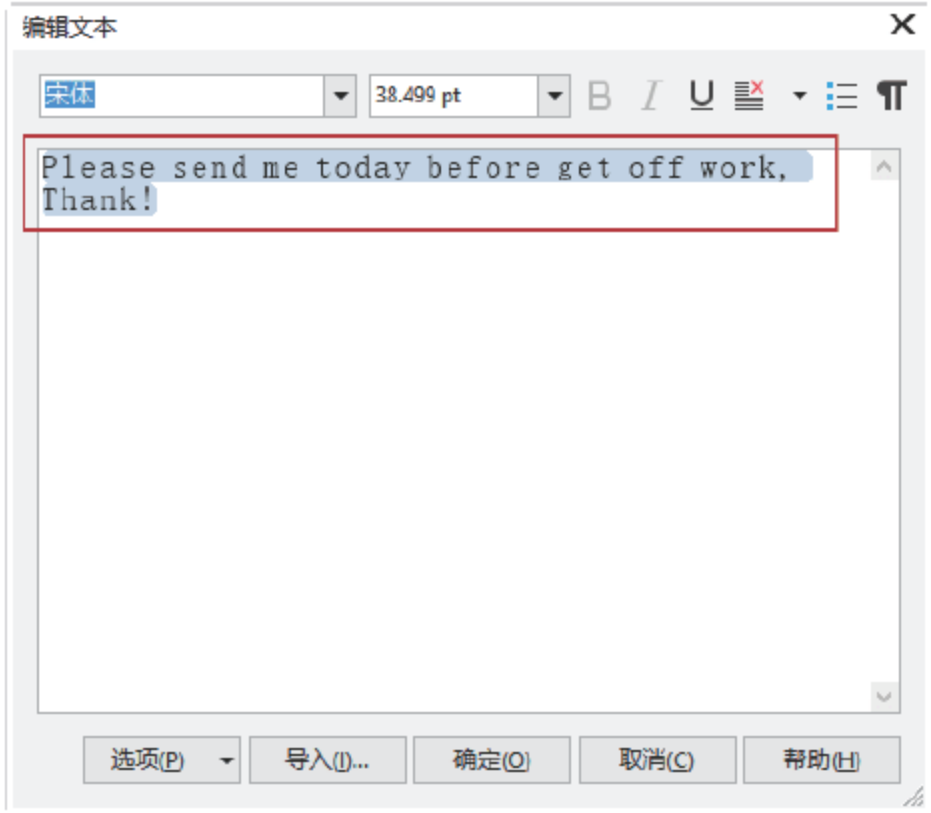 编辑文本
宋体 38.499 pt B I U
Please send me today before get off work,
Thank!
选项(P) 导入(I)... 确定(O) 取消(C) 帮助(H)